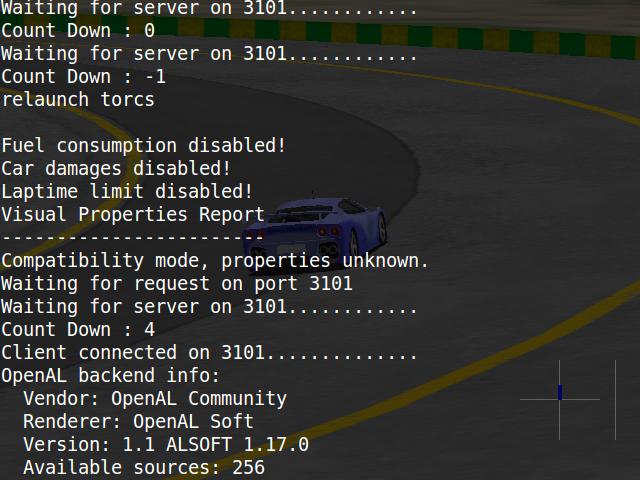 Waiting for server on 3101............
Count Down : 0
Waiting for server on 3101............
Count Down : -1
relaunch torcs
Fuel consumption disabled!
Car damages disabled!
Laptime limit disabled!
Visual Properties Report
------------------------
Compatibility mode, properties unknown.
Waiting for request on port 3101
Waiting for server on 3101............
Count Down : 4
Client connected on 3101..............
OpenAL backend info:
  Vendor: OpenAL Community
  Renderer: OpenAL Soft
  Version: 1.1 ALSOFT 1.17.0
  Available sources: 256